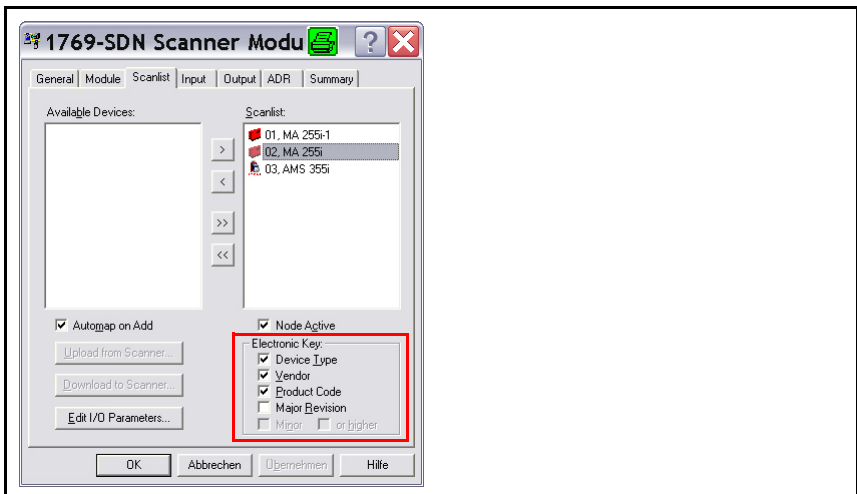 1769-SDN Scanner Modu
General Module Scanlist Input Output ADR Summary
Available Devices:
Scanlist:
01, MA 255i-1
02, MA 255i
03, AMS 355i
>
<
>>
<<
Automap on Add
Node Active
Upload from Scanner...
Download to Scanner...
Edit I/O Parameters...
Electronic Key:
Device Type
Vendor
Product Code
Major Revision
Minor or higher
OK Abbrechen Übernehmen Hilfe